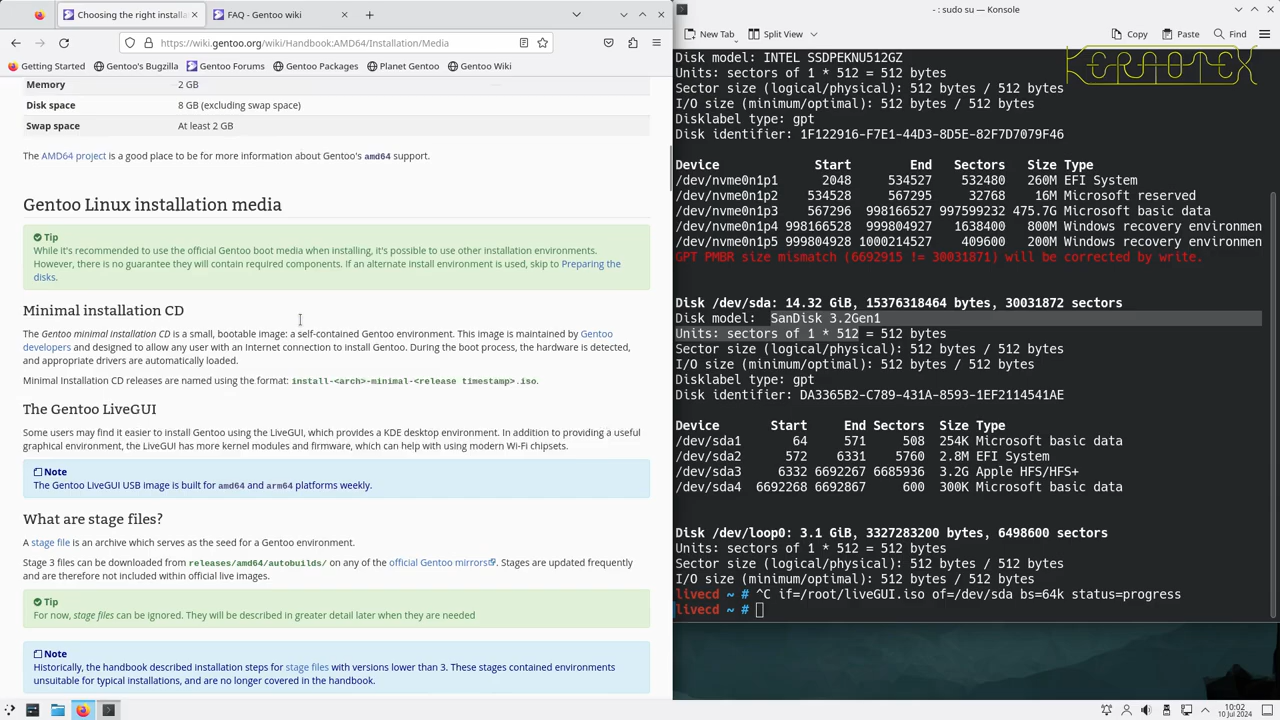 Choosing the right installa
FAQ - Gentoo wiki
https://wiki.gentoo.org/wiki/Handbook:AMD64/Installation/Media
Getting Started
Gentoo's Bugzilla
Gentoo Forums
Gentoo Packages
Planet Gentoo
Gentoo Wiki
Memory 2 GB
Disk space 8 GB (excluding swap space)
Swap space At least 2 GB
The AMD64 project is a good place to be for more information about Gentoo's amd64 support.
Gentoo Linux installation media
Tip
While it's recommended to use the official Gentoo boot media when installing, it's possible to use other installation environments.
However, there is no guarantee they will contain required components. If an alternate install environment is used, skip to Preparing the
disks.
Minimal installation CD
The Gentoo minimal installation CD is a small, bootable image: a self-contained Gentoo environment. This image is maintained by Gentoo
developers and designed to allow any user with an Internet connection to install Gentoo. During the boot process, the hardware is detected,
and appropriate drivers are automatically loaded.
Minimal Installation CD releases are named using the format: install-<arch>-minimal-<release timestamp>.iso.
The Gentoo LiveGUI
Some users may find it easier to install Gentoo using the LiveGUI, which provides a KDE desktop environment. In addition to providing a useful
graphical environment, the LiveGUI has more kernel modules and firmware, which can help with using modern Wi-Fi chipsets.
Note
The Gentoo LiveGUI USB image is built for amd64 and arm64 platforms weekly.
What are stage files?
A stage file is an archive which serves as the seed for a Gentoo environment.
Stage 3 files can be downloaded from releases/amd64/autobuilds/ on any of the official Gentoo mirrors. Stages are updated frequently
and are therefore not included within official live images.
Tip
For now, stage files can be ignored. They will be described in greater detail later when they are needed
Note
Historically, the handbook described installation steps for stage files with versions lower than 3. These stages contained environments
unsuitable for typical installations, and are no longer covered in the handbook.
- : sudo su — Konsole
New Tab
Split View
Copy
Paste
Find
KERNOTEX
Disk model: INTEL SSDPEKNU512GZ
Units: sectors of 1 * 512 = 512 bytes
Sector size (logical/physical): 512 bytes / 512 bytes
I/O size (minimum/optimal): 512 bytes / 512 bytes
Disklabel type: gpt
Disk identifier: 1F122916-F7E1-44D3-8D5E-82F7D7079F46
Device Start End Sectors Size Type
/dev/nvme0n1p1 2048 534527 532480 260M EFI System
/dev/nvme0n1p2 534528 567295 32768 16M Microsoft reserved
/dev/nvme0n1p3 567296 998166527 997599232 475.7G Microsoft basic data
/dev/nvme0n1p4 998166528 999804927 1638400 800M Windows recovery environmen
/dev/nvme0n1p5 999804928 1000214527 409600 200M Windows recovery environmen
GPT PMBR size mismatch (6692915 != 30031871) will be corrected by write.
Disk /dev/sda: 14.32 GiB, 15376318464 bytes, 30031872 sectors
Disk model: SanDisk 3.2Gen1
Units: sectors of 1 * 512 = 512 bytes
Sector size (logical/physical): 512 bytes / 512 bytes
I/O size (minimum/optimal): 512 bytes / 512 bytes
Disklabel type: gpt
Disk identifier: DA3365B2-C789-431A-8593-1EF2114541AE
Device Start End Sectors Size Type
/dev/sda1 64 571 508 254K Microsoft basic data
/dev/sda2 572 6331 5760 2.8M EFI System
/dev/sda3 6332 6692267 6685936 3.2G Apple HFS/HFS+
/dev/sda4 6692268 6692867 600 300K Microsoft basic data
Disk /dev/loop0: 3.1 GiB, 3327283200 bytes, 6498600 sectors
Units: sectors of 1 * 512 = 512 bytes
Sector size (logical/physical): 512 bytes / 512 bytes
I/O size (minimum/optimal): 512 bytes / 512 bytes
livecd ~ # ^C if=/root/liveGUI.iso of=/dev/sda bs=64k status=progress
livecd ~ #
10:02
10 Jul 2024